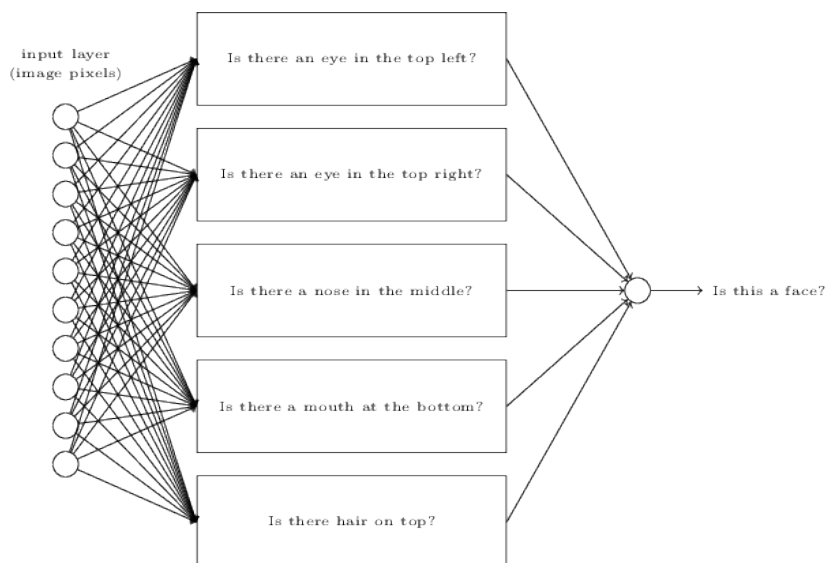 input layer
(image pixels)
Is there an eye in the top left?
Is there an eye in the top right?
Is there a nose in the middle?
Is there a mouth at the bottom?
Is there hair on top?
Is this a face?